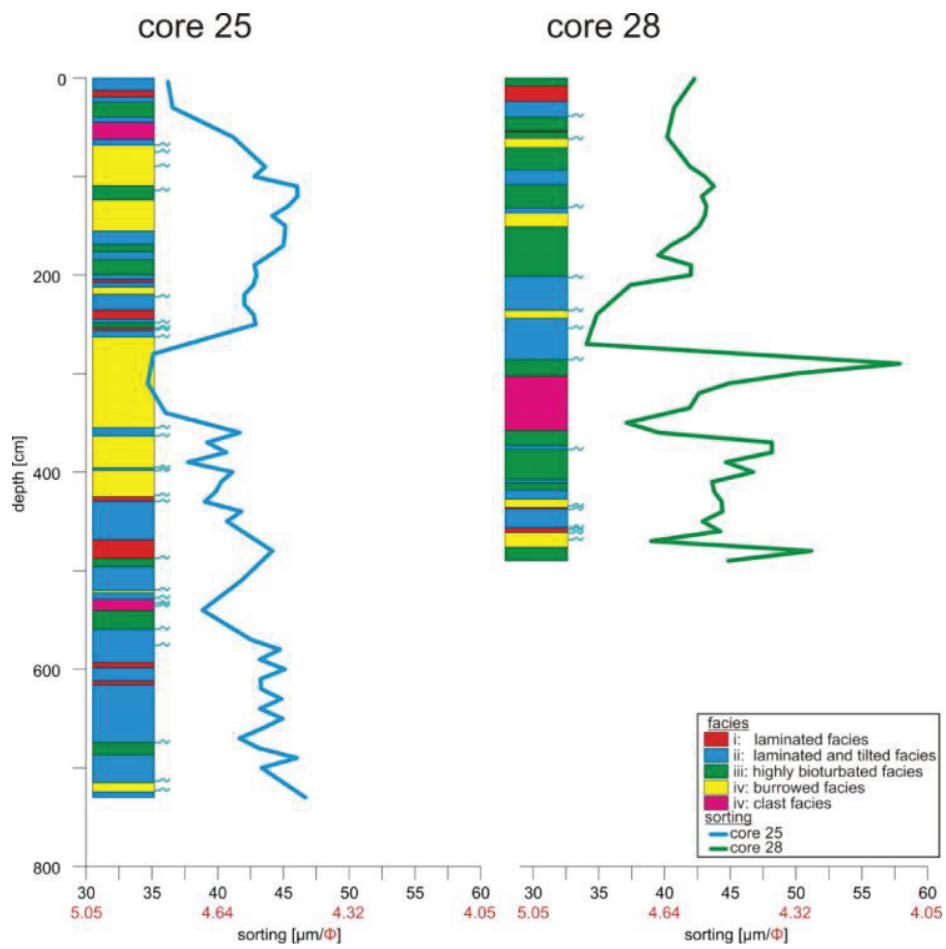 core 25
core 28
0
200
400
600
800
depth [cm]
facies
i: laminated facies
ii: laminated and tilted facies
iii: highly bioturbated facies
iv: burrowed facies
iv: clast facies
sorting
core 25
core 28
30 35 40 45 50 55 60
5.05 4.64 4.32 4.05
sorting [µm/Φ]
30 35 40 45 50 55 60
5.05 4.64 4.32 4.05
sorting [µm/Φ]